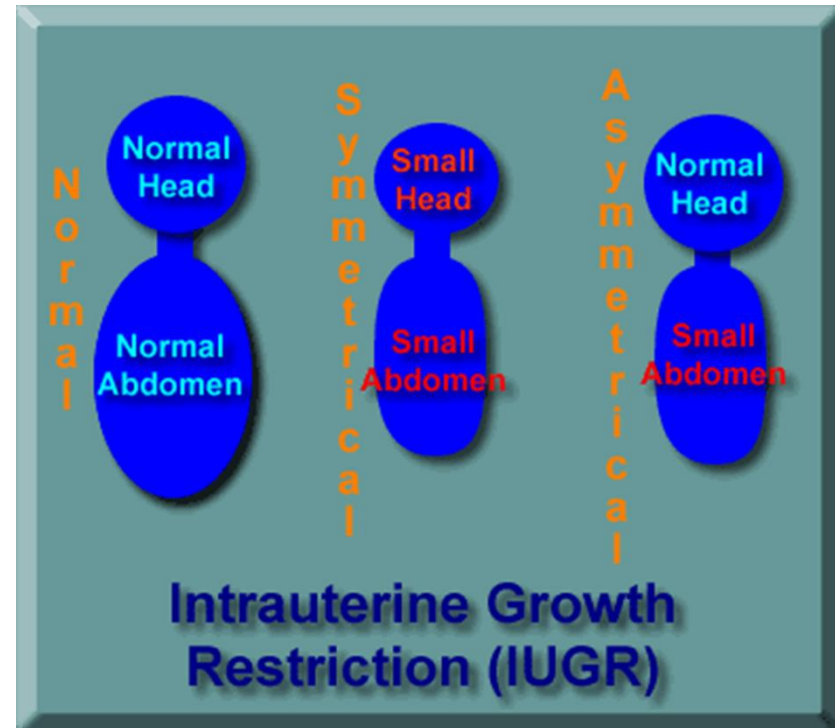 Normal
Normal
Head
Normal
Abdomen
Symmetrical
Small
Head
Small
Abdomen
Asymmetrical
Normal
Head
Small
Abdomen
Intrauterine Growth
Restriction (IUGR)